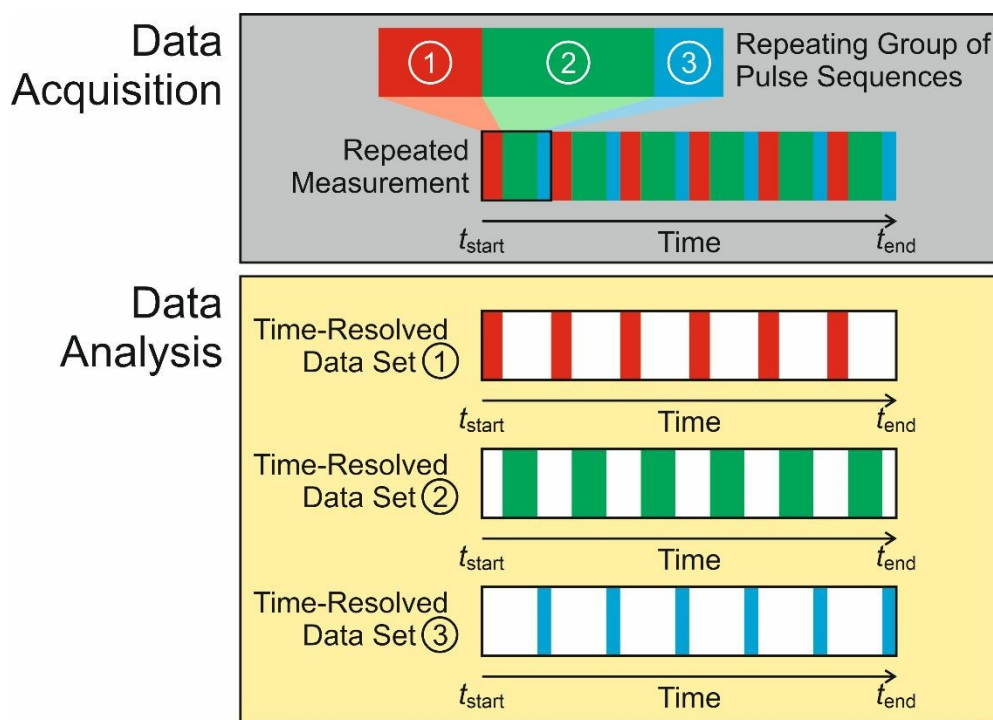 Data
Acquisition
① ② ③
Repeating Group of
Pulse Sequences
Repeated
Measurement
tstart Time tend
Data
Analysis
Time-Resolved
Data Set ①
tstart Time tend
Time-Resolved
Data Set ②
tstart Time tend
Time-Resolved
Data Set ③
tstart Time tend